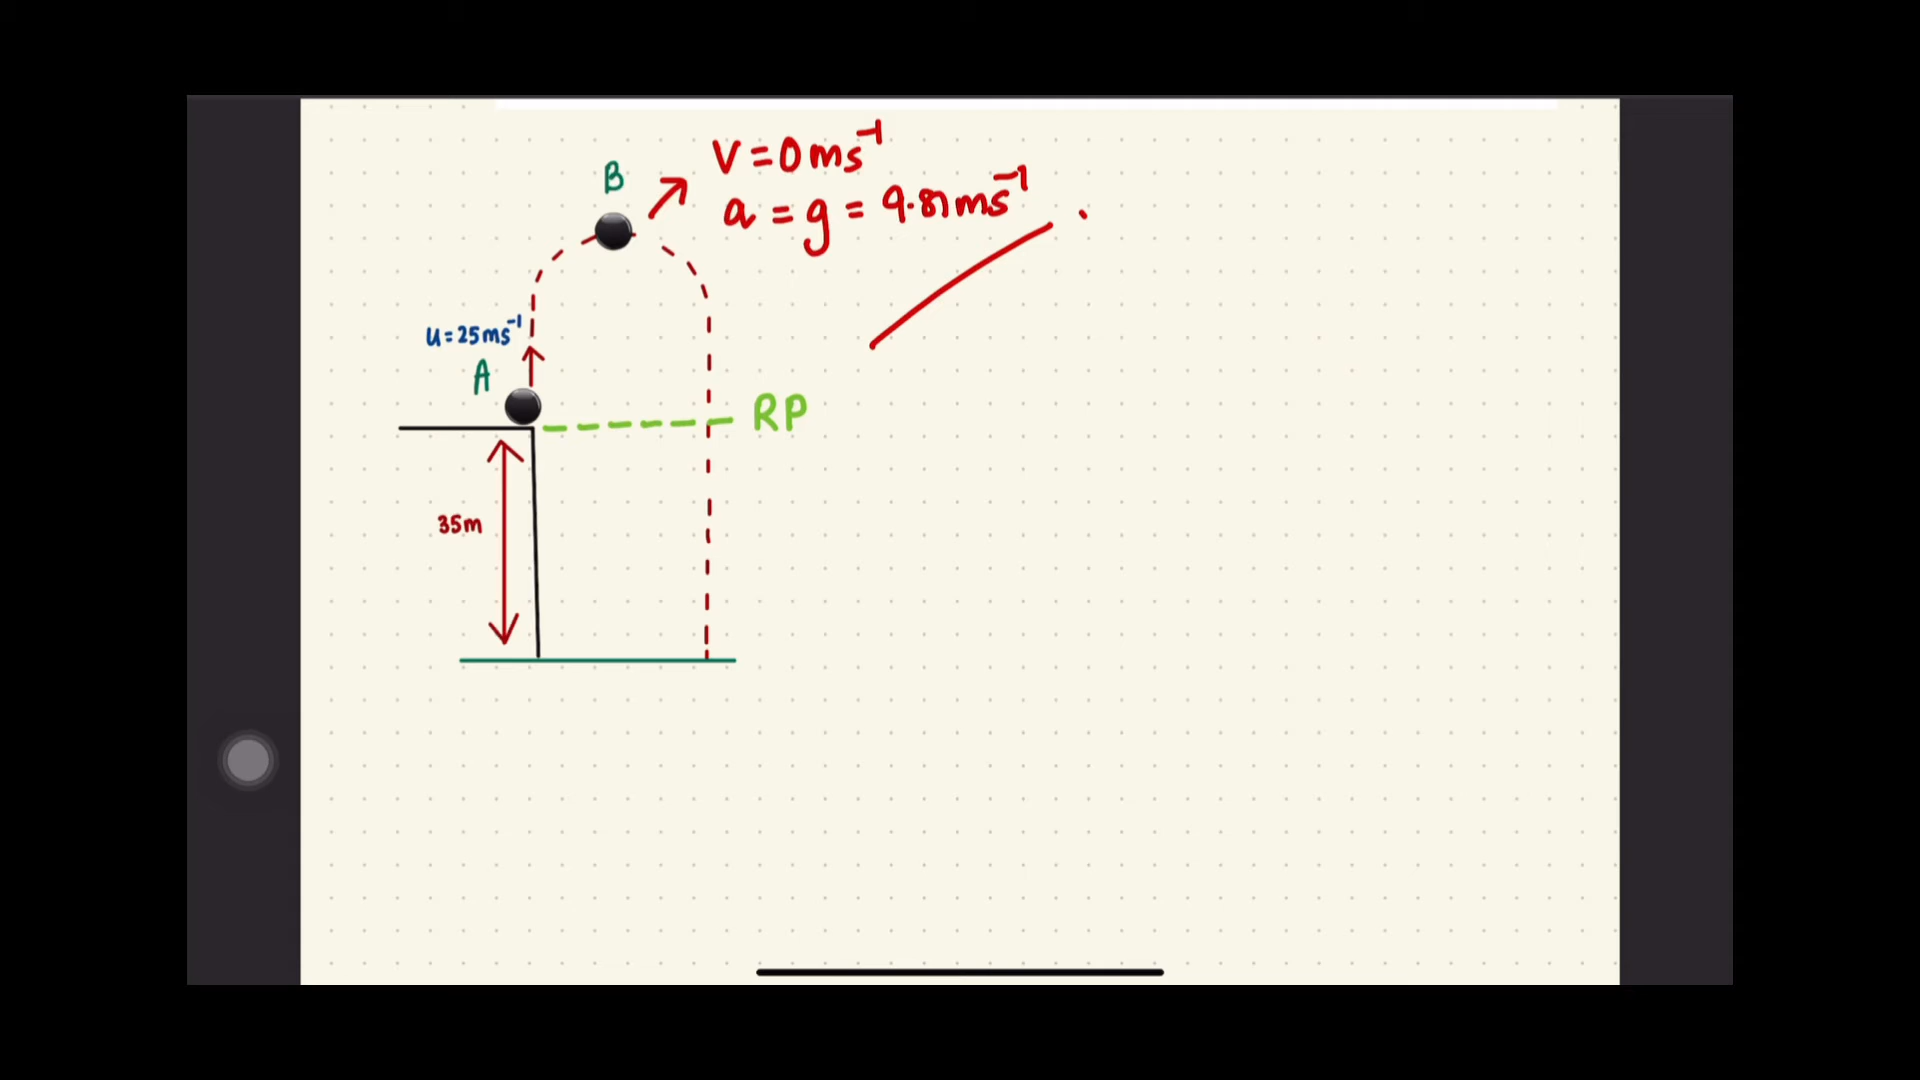 V = 0 ms⁻¹
B
a = g = 9.81 ms⁻¹
u = 25 ms⁻¹
A
RP
35m